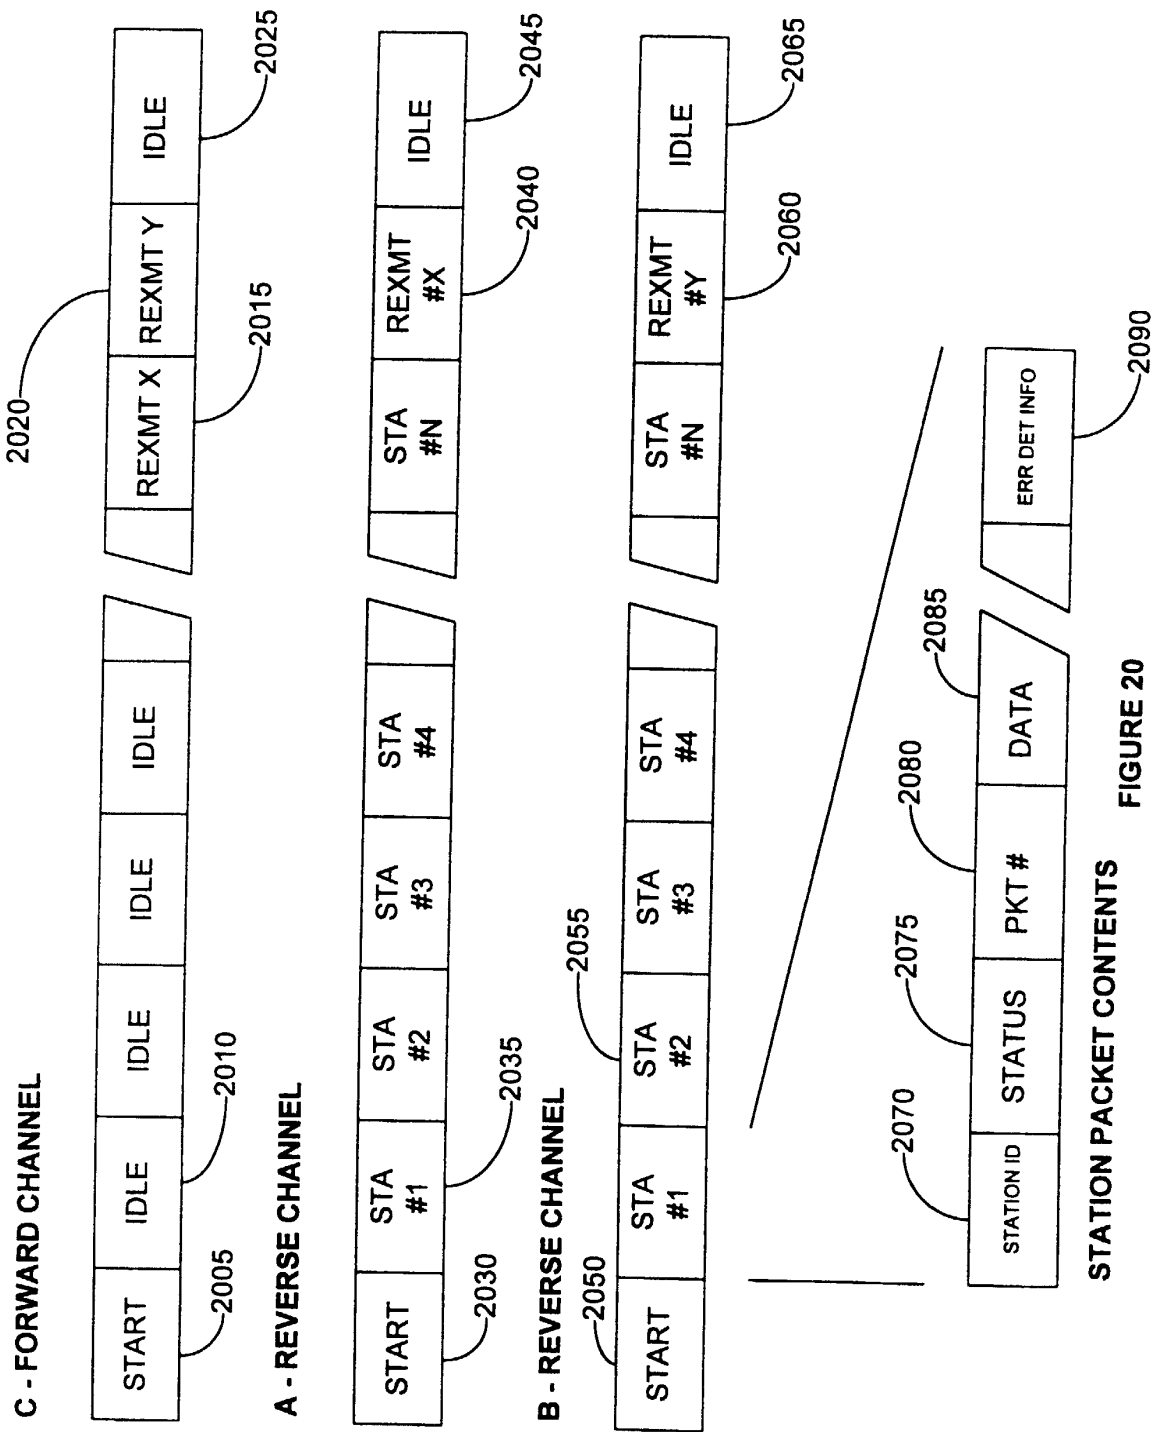 C - FORWARD CHANNEL
START
IDLE
IDLE
IDLE
IDLE
REXMT X
REXMT Y
IDLE
2005
2010
2015
2020
2025
A - REVERSE CHANNEL
START
STA
#1
STA
#2
STA
#3
STA
#4
STA
#N
REXMT
#X
IDLE
2030
2035
2040
2045
B - REVERSE CHANNEL
START
STA
#1
STA
#2
STA
#3
STA
#4
STA
#N
REXMT
#Y
IDLE
2050
2055
2060
2065
STATION ID
STATUS
PKT #
DATA
ERR DET INFO
2070
2075
2080
2085
2090
STATION PACKET CONTENTS
FIGURE 20